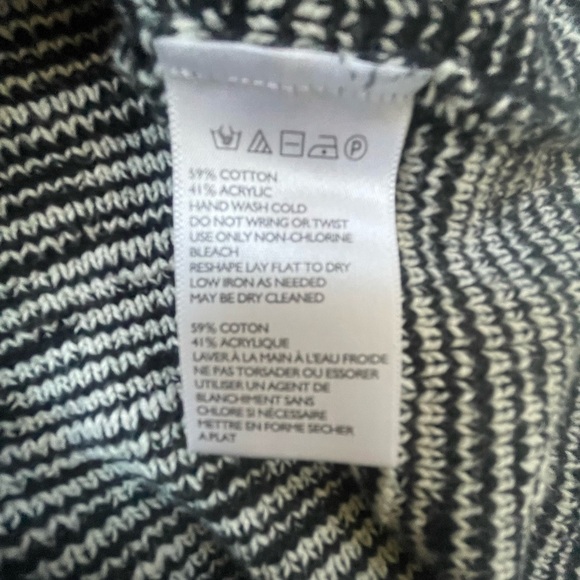 P
59% COTTON
41% ACRYLIC
HAND WASH COLD
DO NOT WRING OR TWIST
USE ONLY NON-CHLORINE
BLEACH
RESHAPE LAY FLAT TO DRY
LOW IRON AS NEEDED
MAY BE DRY CLEANED
59% COTON
41% ACRYLIQUE
LAVER À LA MAIN À L'EAU FROIDE
NE PAS TORSADER OU ESSORER
UTILISER UN AGENT DE
BLANCHIMENT SANS
CHLORE SI NÉCESSAIRE
METTRE EN FORME SECHER
A PLAT